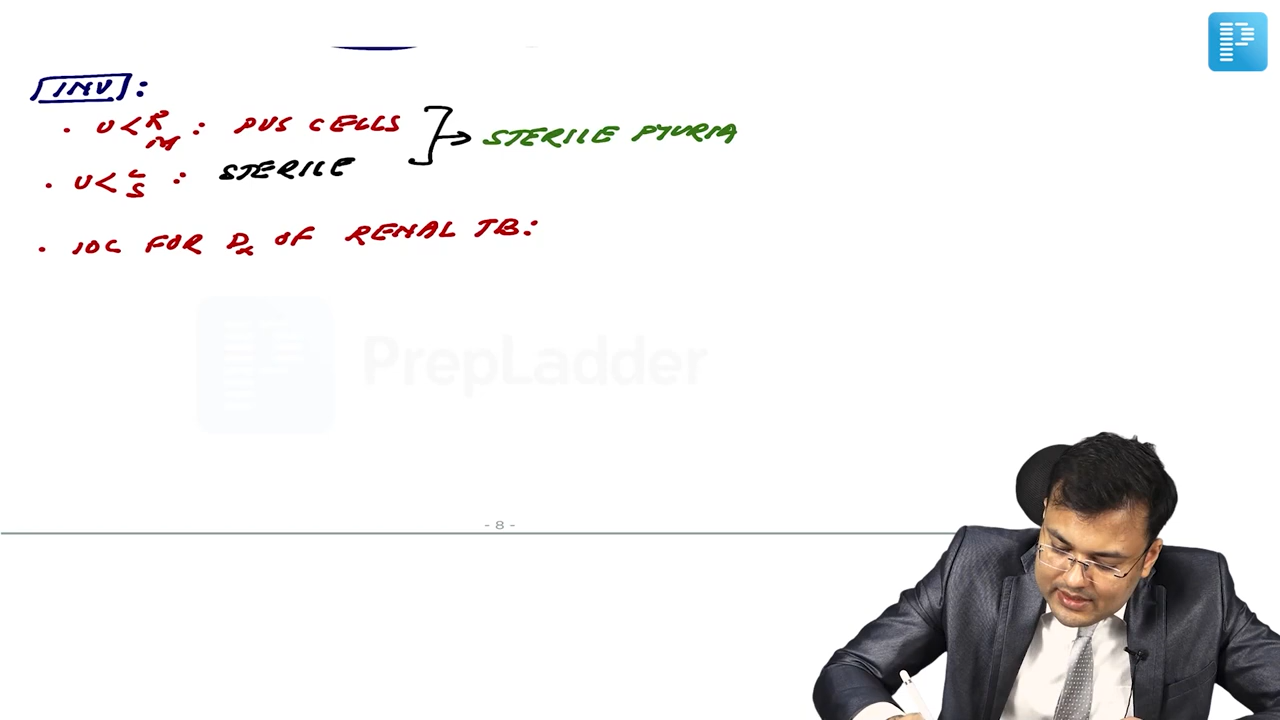 INV :
• U < R M : PUS CELLS
• U < C S : STERILE
→ STERILE PYURIA
• IOC FOR Dx OF RENAL TB :
PrepLadder
- 8 -